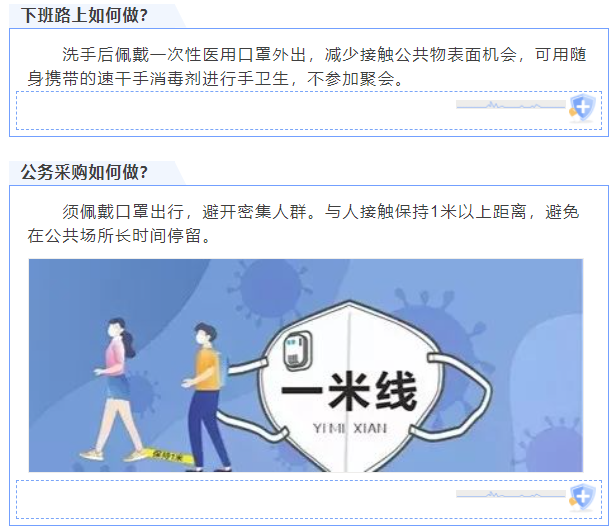 下班路上如何做？
洗手后佩戴一次性医用口罩外出，减少接触公共物表面机会，可用随
身携带的速干手消毒剂进行手卫生，不参加聚会。
公务采购如何做？
须佩戴口罩出行，避开密集人群。与人接触保持1米以上距离，避免
在公共场所长时间停留。
一米线
YI MI XIAN
保持1米